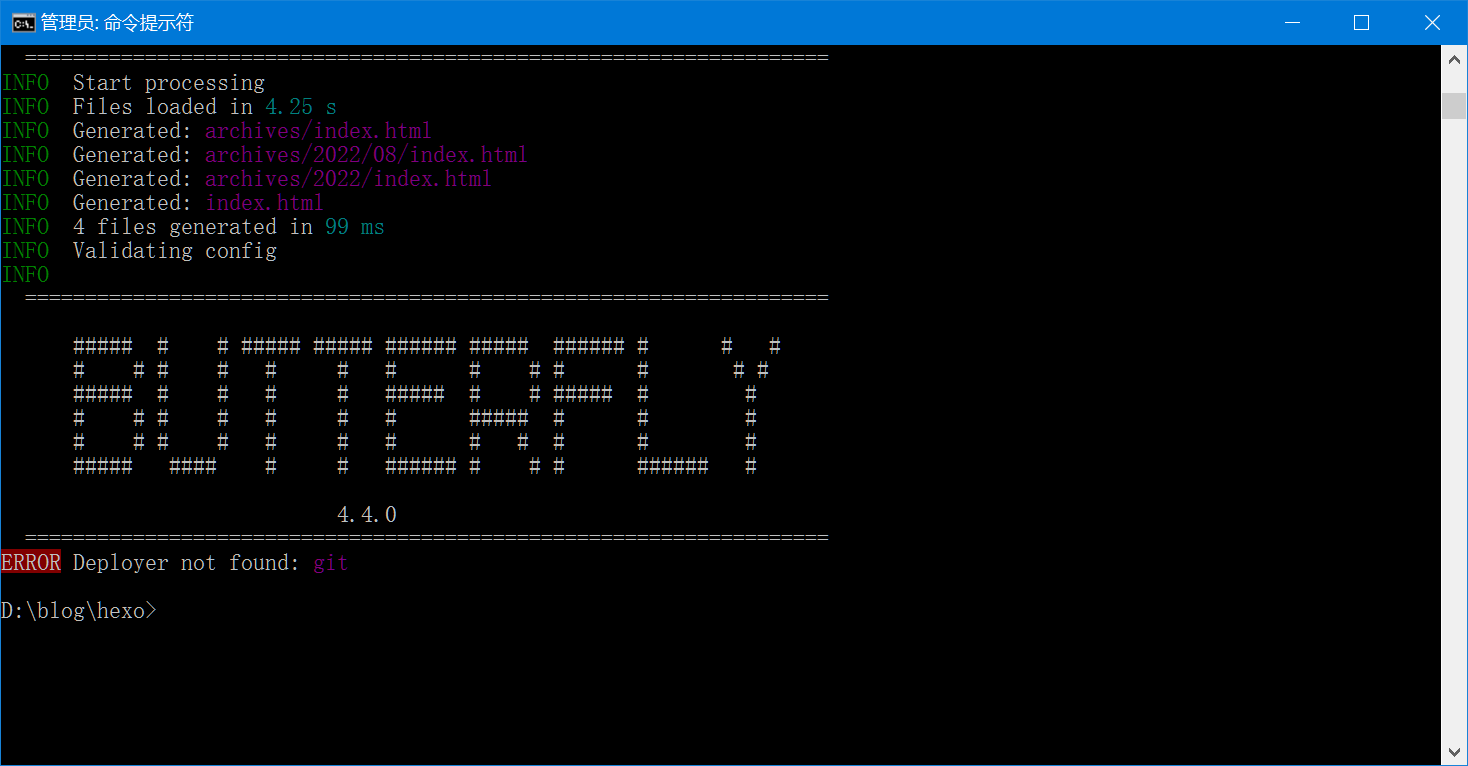 管理员: 命令提示符
===================================================================
INFO  Start processing
INFO  Files loaded in 4.25 s
INFO  Generated: archives/index.html
INFO  Generated: archives/2022/08/index.html
INFO  Generated: archives/2022/index.html
INFO  Generated: index.html
INFO  4 files generated in 99 ms
INFO  Validating config
INFO
===================================================================
      #####  #    # ##### ##### ###### #####  ###### #      #   #
      #    # #    #   #     #   #      #    # #      #       # #
      #####  #    #   #     #   #####  #    # #####  #        #
      #    # #    #   #     #   #      #####  #      #        #
      #    # #    #   #     #   #      #   #  #      #        #
      #####   ####    #     #   ###### #    # #      ######   #
4.4.0
===================================================================
ERROR Deployer not found: git
D:\blog\hexo>